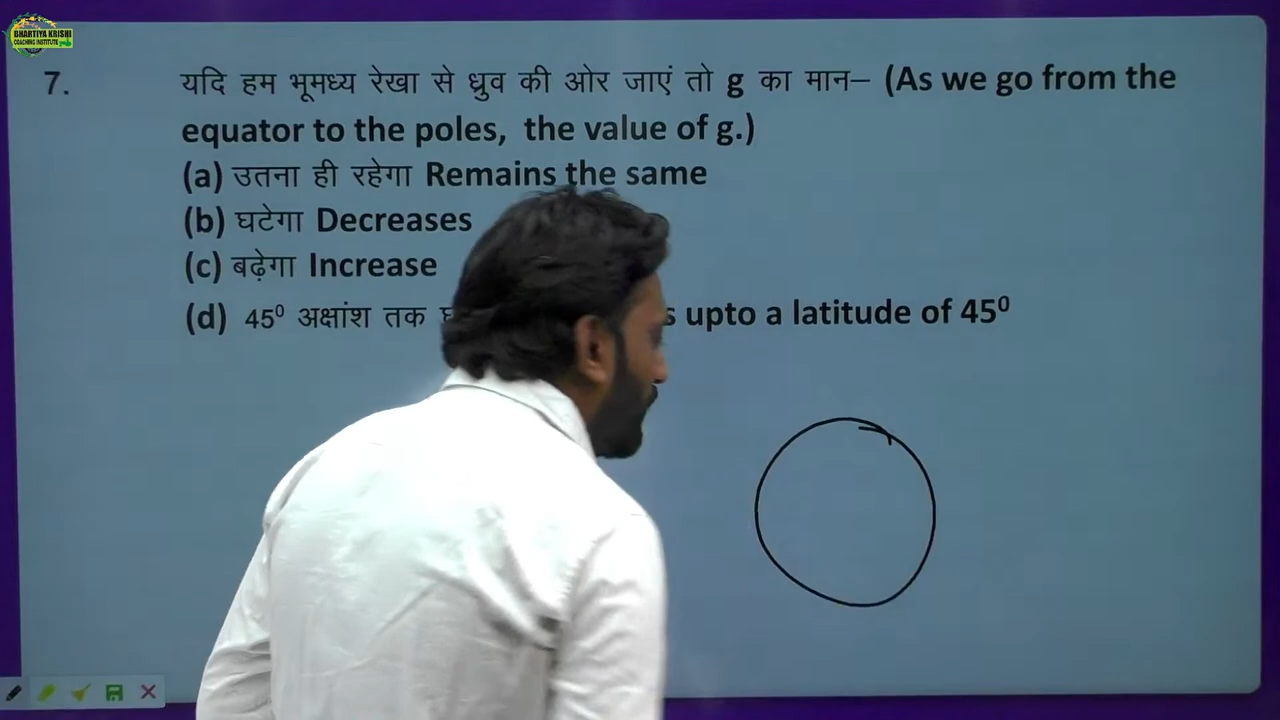 BHARTIYA KRISHI
COACHING INSTITUTE
7. यदि हम भूमध्य रेखा से ध्रुव की ओर जाएं तो g का मान– (As we go from the
equator to the poles, the value of g.)
(a) उतना ही रहेगा Remains the same
(b) घटेगा Decreases
(c) बढ़ेगा Increase
(d) 45⁰ अक्षांश तक upto a latitude of 45⁰